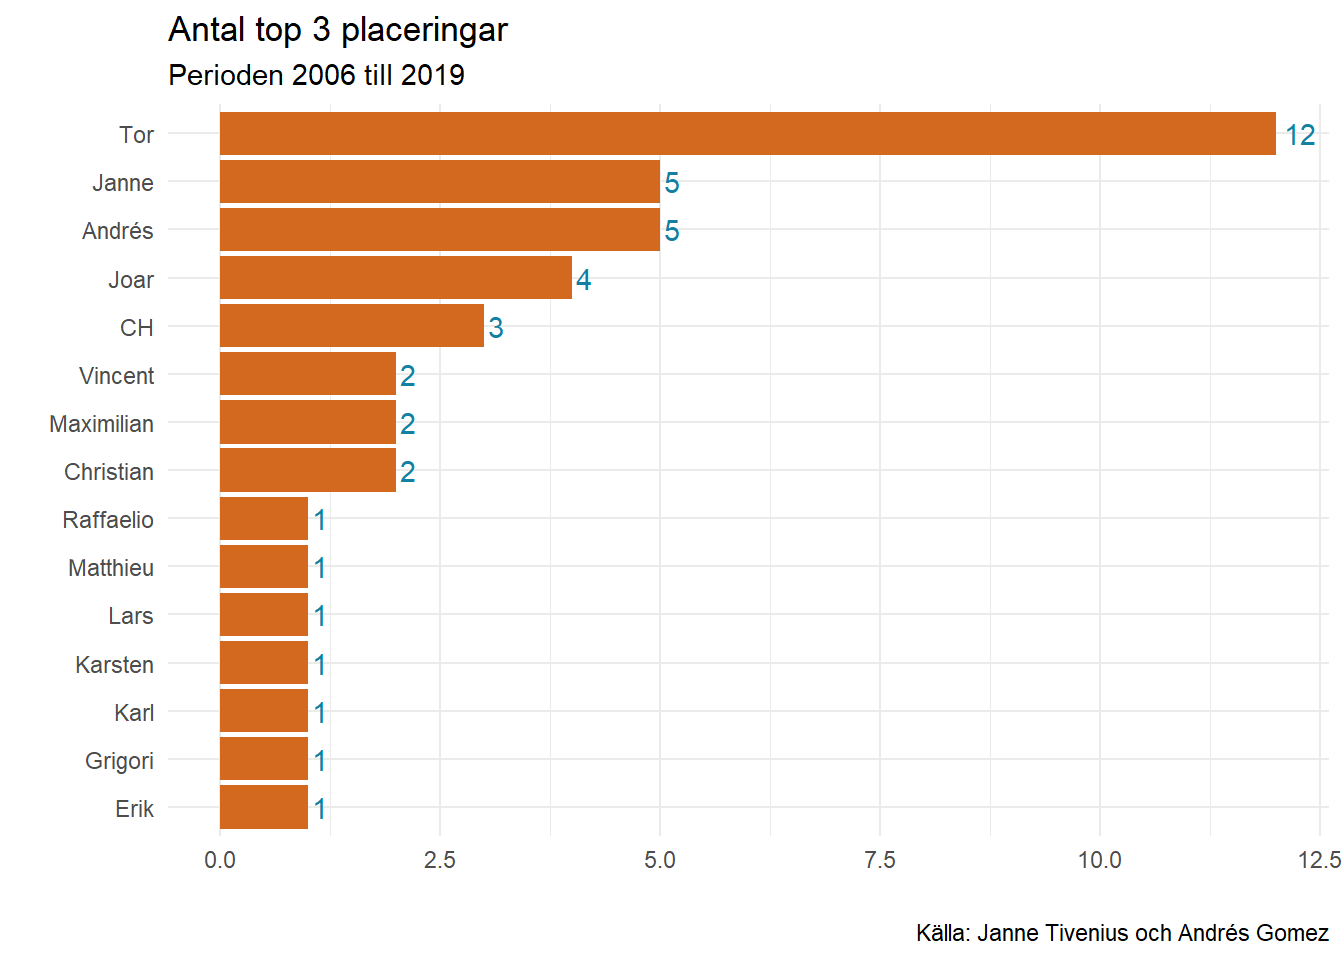 Antal top 3 placeringar
Perioden 2006 till 2019
Tor 12
Janne 5
Andrés 5
Joar 4
CH 3
Vincent 2
Maximilian 2
Christian 2
Raffaelio 1
Matthieu 1
Lars 1
Karsten 1
Karl 1
Grigori 1
Erik 1
0.0 2.5 5.0 7.5 10.0 12.5
Källa: Janne Tivenius och Andrés Gomez